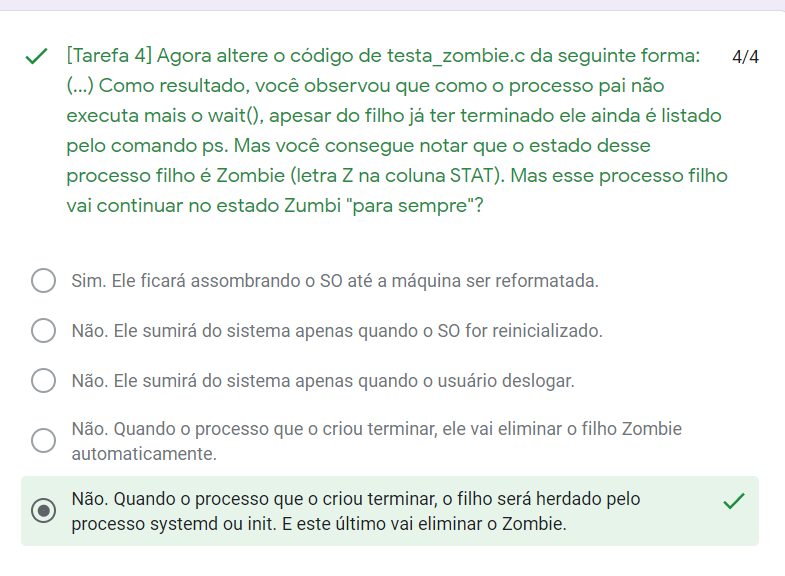 [Tarefa 4] Agora altere o código de testa_zombie.c da seguinte forma: 4/4
(...) Como resultado, você observou que como o processo pai não
executa mais o wait(), apesar do filho já ter terminado ele ainda é listado
pelo comando ps. Mas você consegue notar que o estado desse
processo filho é Zombie (letra Z na coluna STAT). Mas esse processo filho
vai continuar no estado Zumbi "para sempre"?
Sim. Ele ficará assombrando o SO até a máquina ser reformatada.
Não. Ele sumirá do sistema apenas quando o SO for reinicializado.
Não. Ele sumirá do sistema apenas quando o usuário deslogar.
Não. Quando o processo que o criou terminar, ele vai eliminar o filho Zombie
automaticamente.
Não. Quando o processo que o criou terminar, o filho será herdado pelo
processo systemd ou init. E este último vai eliminar o Zombie.